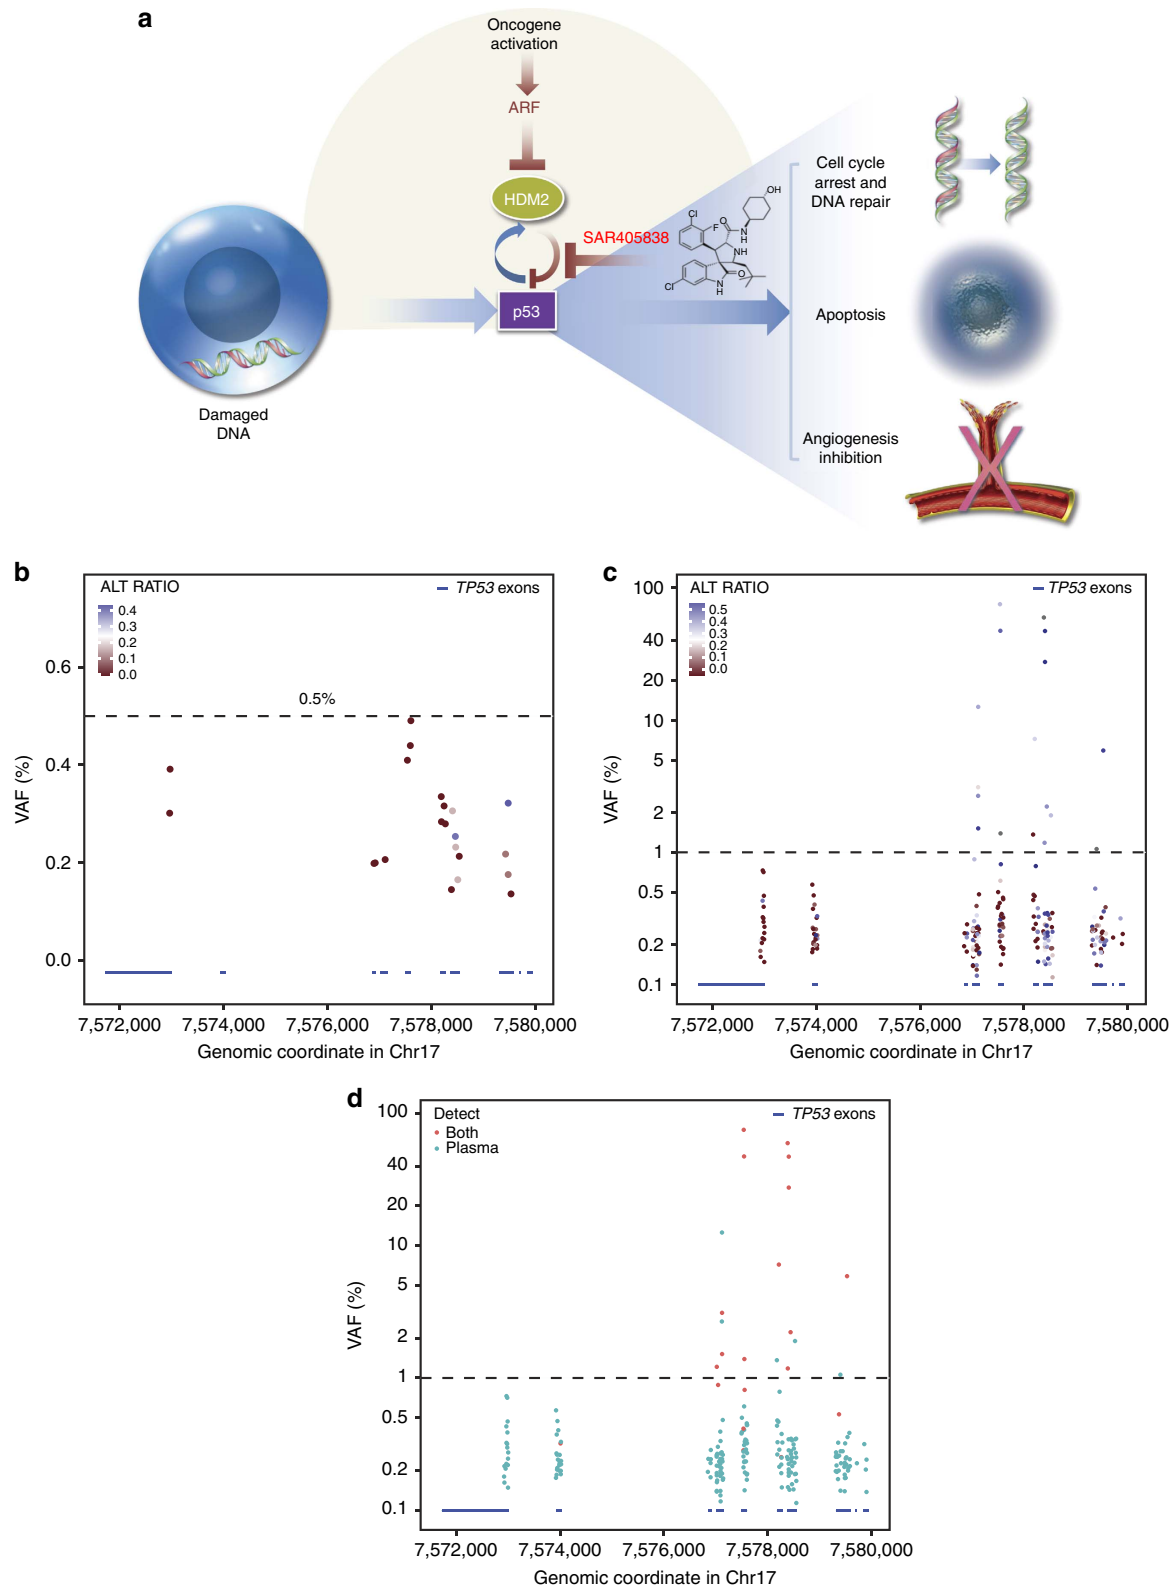 a
Oncogene
activation
ARF
HDM2
SAR405838
p53
Damaged
DNA
OH
Cl
F
O
N
H
NH
O
N
H
Cl
Cell cycle
arrest and
DNA repair
Apoptosis
Angiogenesis
inhibition
b
ALT RATIO
0.4
0.3
0.2
0.1
0.0
TP53 exons
0.5%
VAF (%)
0.6
0.4
0.2
0.0
7,572,000 7,574,000 7,576,000 7,578,000 7,580,000
Genomic coordinate in Chr17
c
ALT RATIO
0.5
0.4
0.3
0.2
0.1
0.0
TP53 exons
VAF (%)
100
40
20
10
5
2
1
0.5
0.2
0.1
7,572,000 7,574,000 7,576,000 7,578,000 7,580,000
Genomic coordinate in Chr17
d
Detect
Both
Plasma
TP53 exons
VAF (%)
100
40
20
10
5
2
1
0.5
0.2
0.1
7,572,000 7,574,000 7,576,000 7,578,000 7,580,000
Genomic coordinate in Chr17